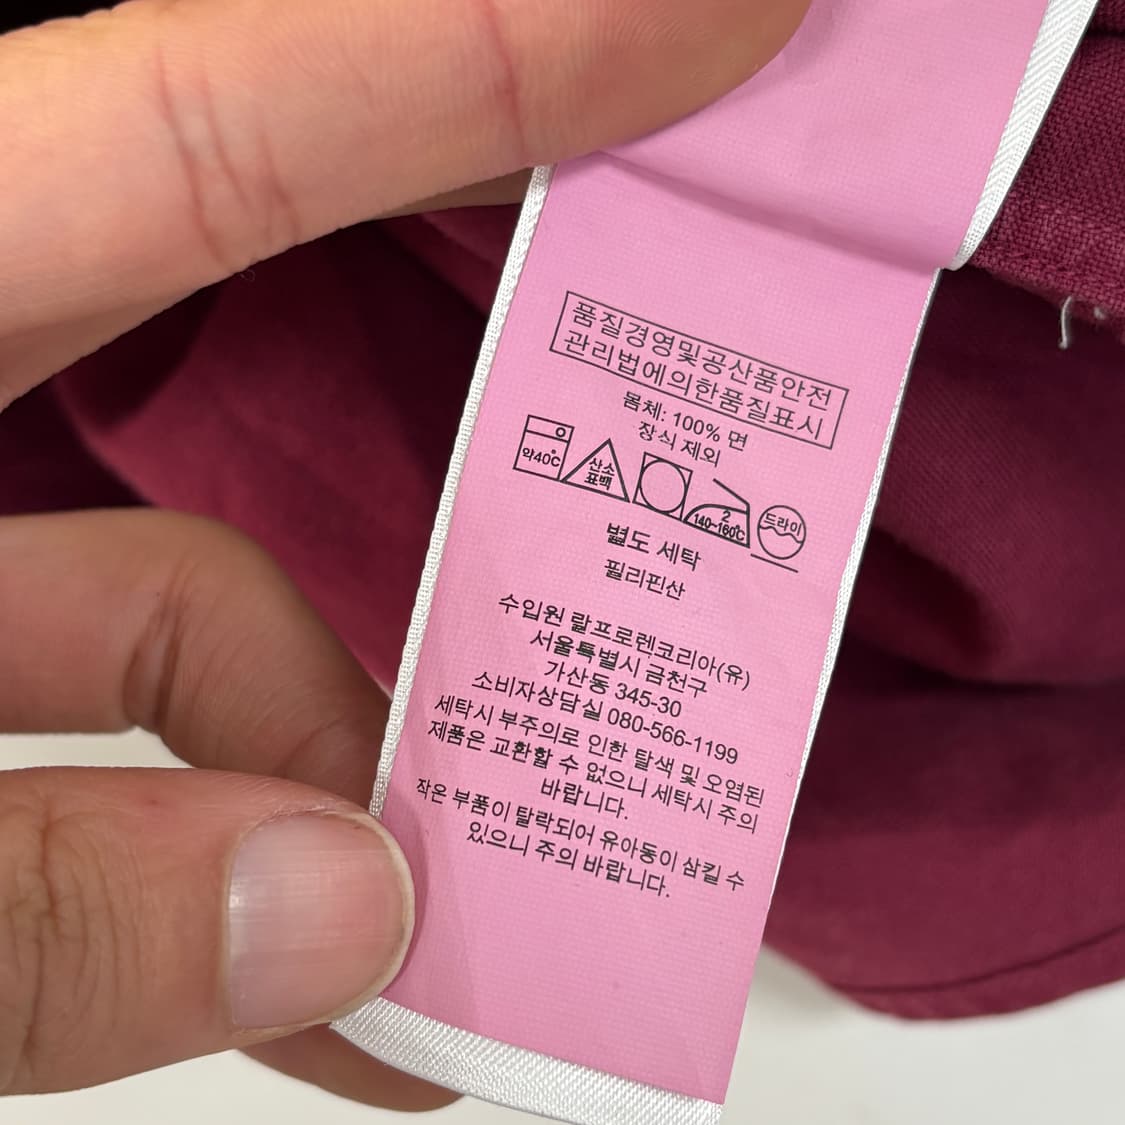 품질경영및공산품안전
관리법에의한품질표시
몸체: 100% 면
장식 제외
약40℃
산소
표백
2
140~160℃
드라이
별도 세탁
필리핀산
수입원 랄프로렌코리아(유)
서울특별시 금천구
가산동 345-30
소비자상담실 080-566-1199
세탁시 부주의로 인한 탈색 및 오염된
제품은 교환할 수 없으니 세탁시 주의
바랍니다.
작은 부품이 탈락되어 유아동이 삼킬 수
있으니 주의 바랍니다.